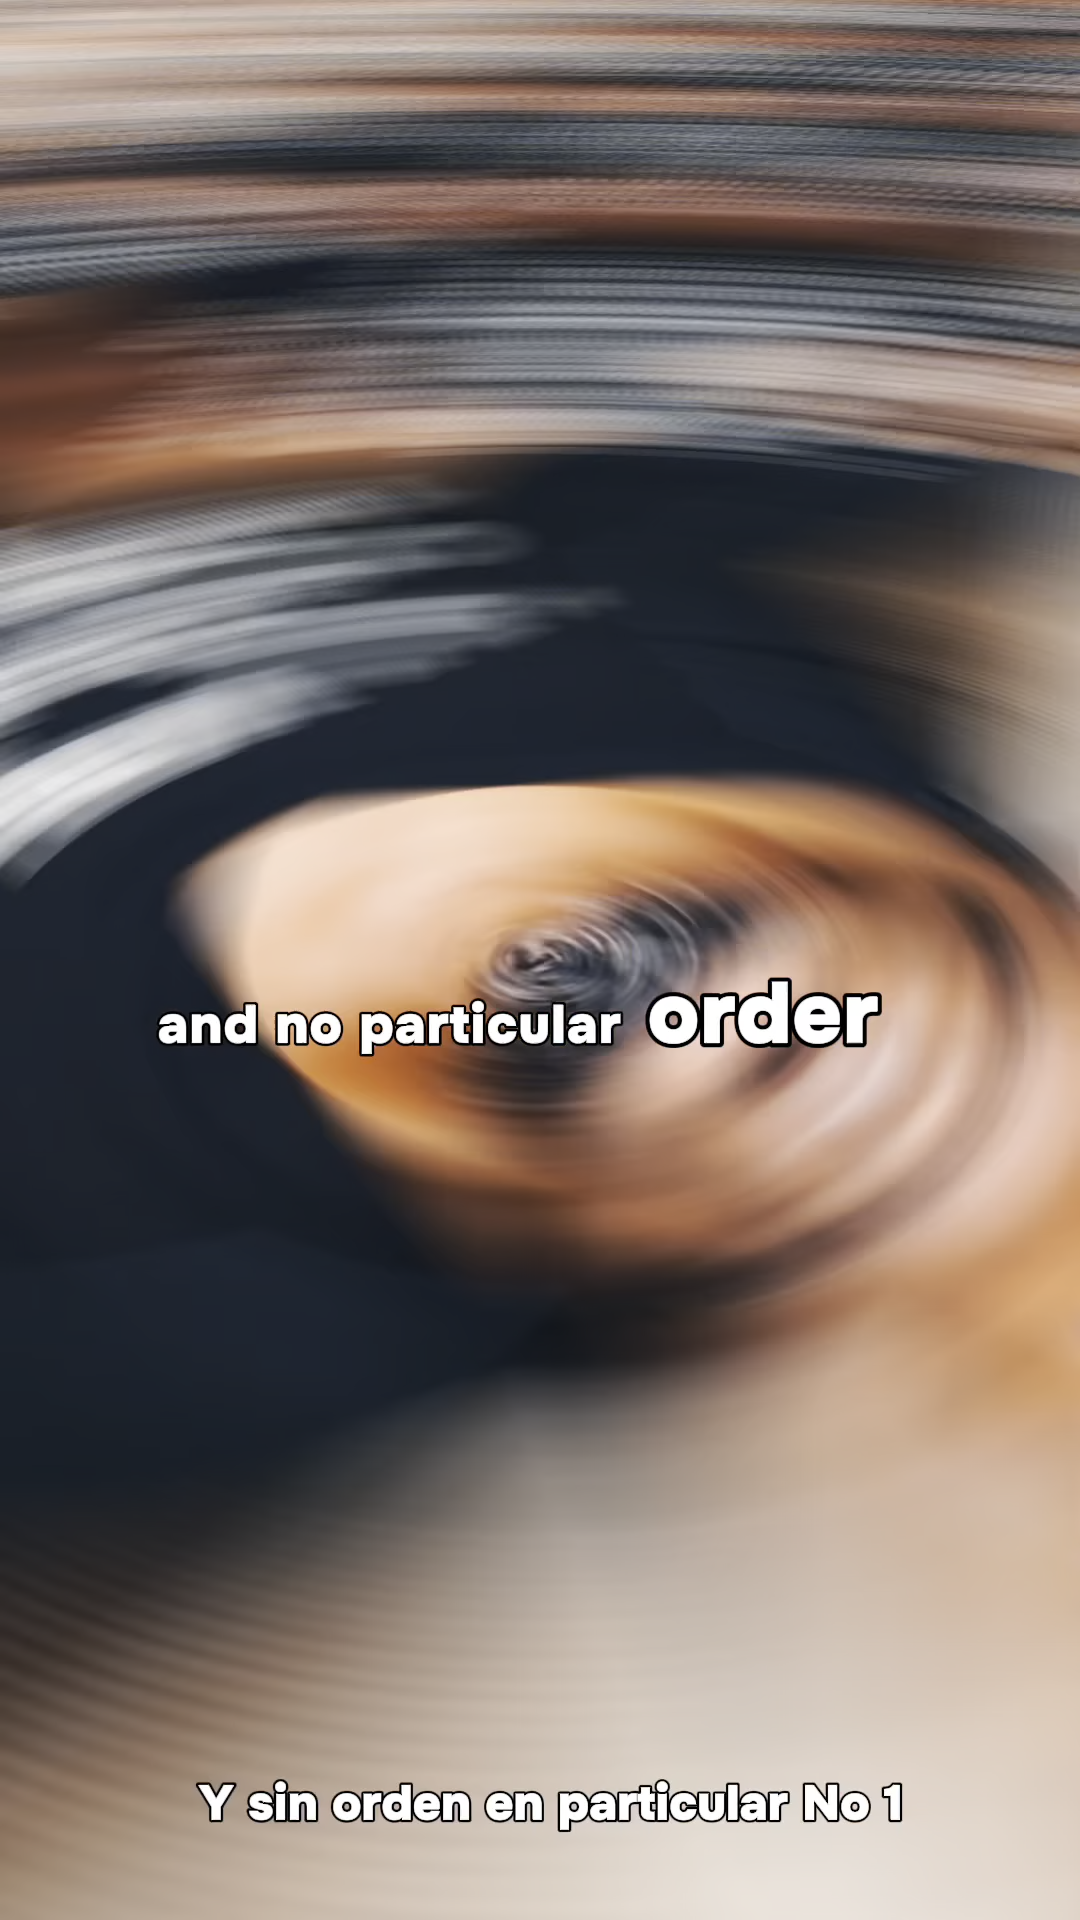 and no particular order
Y sin orden en particular No 1